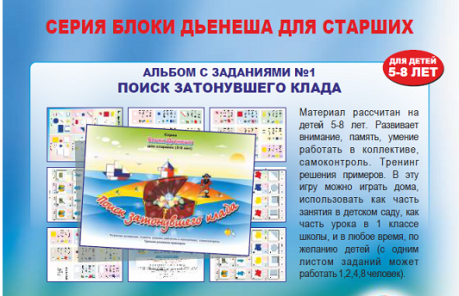 СЕРИЯ БЛОКИ ДЬЕНЕША ДЛЯ СТАРШИХ
ДЛЯ ДЕТЕЙ
5-8 ЛЕТ
АЛЬБОМ С ЗАДАНИЯМИ №1
ПОИСК ЗАТОНУВШЕГО КЛАДА
Материал рассчитан на
детей 5-8 лет. Развивает
внимание, память, умение
работать в коллективе,
самоконтроль. Тренинг
решения примеров. В эту
игру можно играть дома,
использовать как часть
занятия в детском саду, как
часть урока в 1 классе
школы, и в любое время, по
желанию детей (с одним
листом заданий может
работать 1,2,4,8 человек).
Поиск затонувшего клада